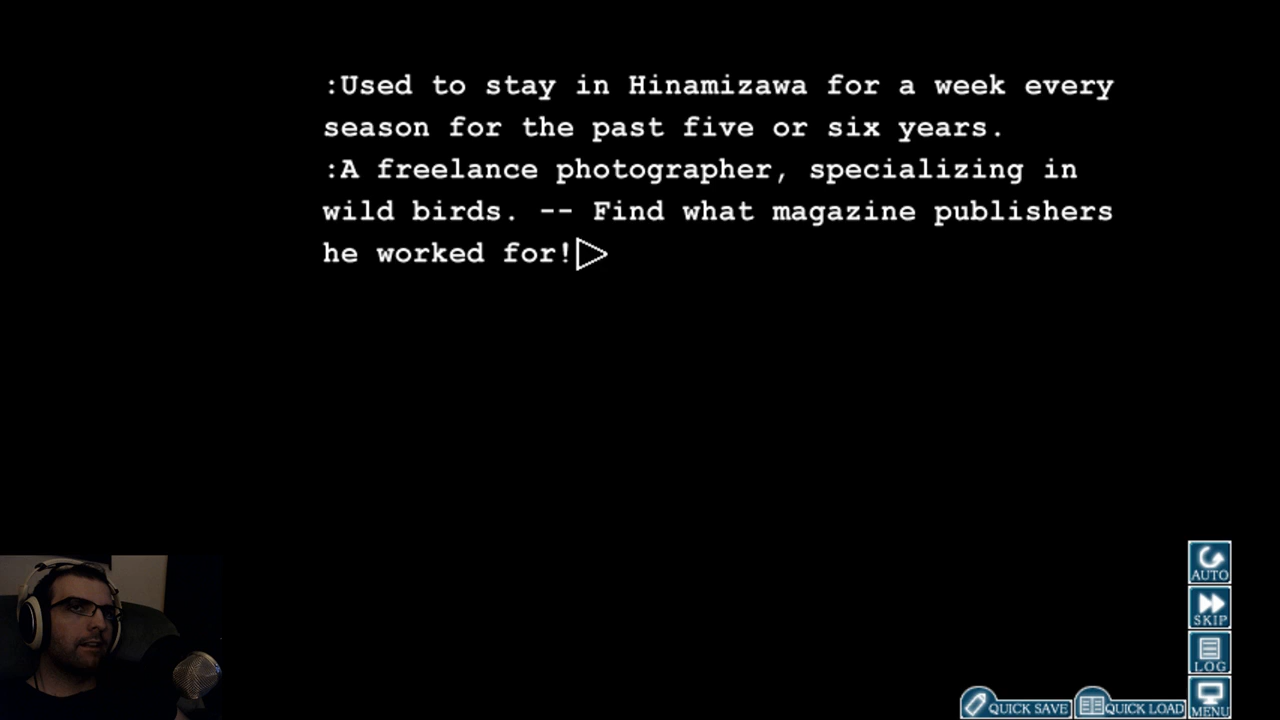 :Used to stay in Hinamizawa for a week every
season for the past five or six years.
:A freelance photographer, specializing in
wild birds. -- Find what magazine publishers
he worked for!
AUTO
SKIP
LOG
QUICK SAVE
QUICK LOAD
MENU